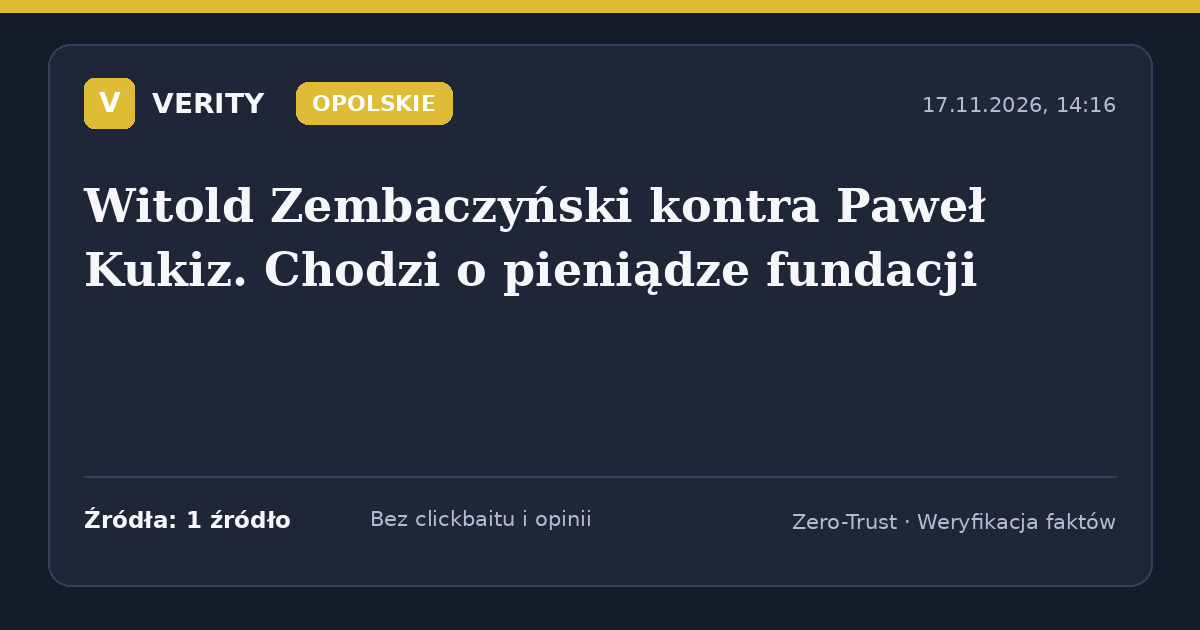 V VERITY OPOLSKIE 17.11.2026, 14:16
Witold Zembaczyński kontra Paweł
Kukiz. Chodzi o pieniądze fundacji
Źródła: 1 źródło Bez clickbaitu i opinii Zero-Trust · Weryfikacja faktów